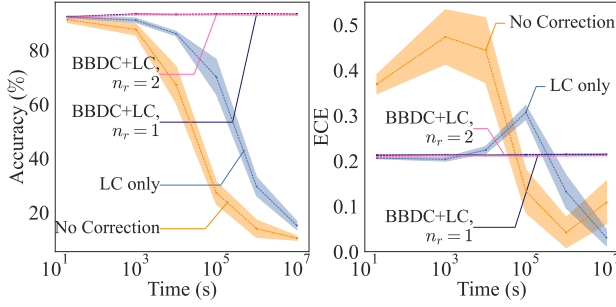 80
60
40
20
Accuracy (%)
BBDC+LC,
n_r = 2
BBDC+LC,
n_r = 1
LC only
No Correction
10^1
10^3
10^5
10^7
Time (s)
0.5
0.4
0.3
0.2
0.1
0.0
ECE
No Correction
LC only
BBDC+LC,
n_r = 2
BBDC+LC,
n_r = 1
10^1
10^3
10^5
10^7
Time (s)